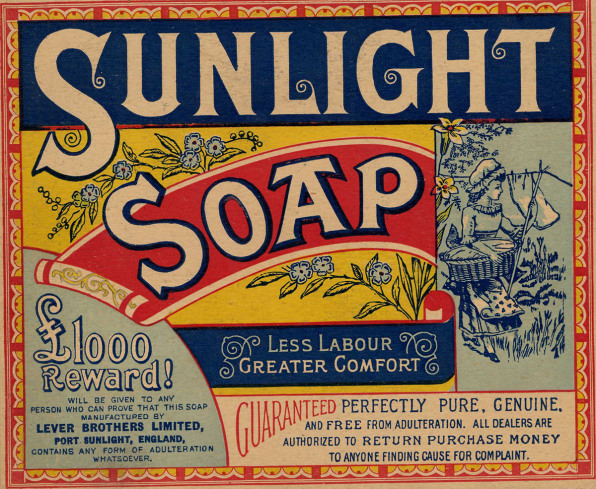 SUNLIGHT
SOAP
LESS LABOUR
GREATER COMFORT
£1000
Reward!
WILL BE GIVEN TO ANY
PERSON WHO CAN PROVE THAT THIS SOAP
MANUFACTURED BY
LEVER BROTHERS LIMITED,
PORT SUNLIGHT, ENGLAND,
CONTAINS ANY FORM OF ADULTERATION
WHATSOEVER.
GUARANTEED PERFECTLY PURE, GENUINE,
AND FREE FROM ADULTERATION. ALL DEALERS ARE
AUTHORIZED TO RETURN PURCHASE MONEY
TO ANYONE FINDING CAUSE FOR COMPLAINT.